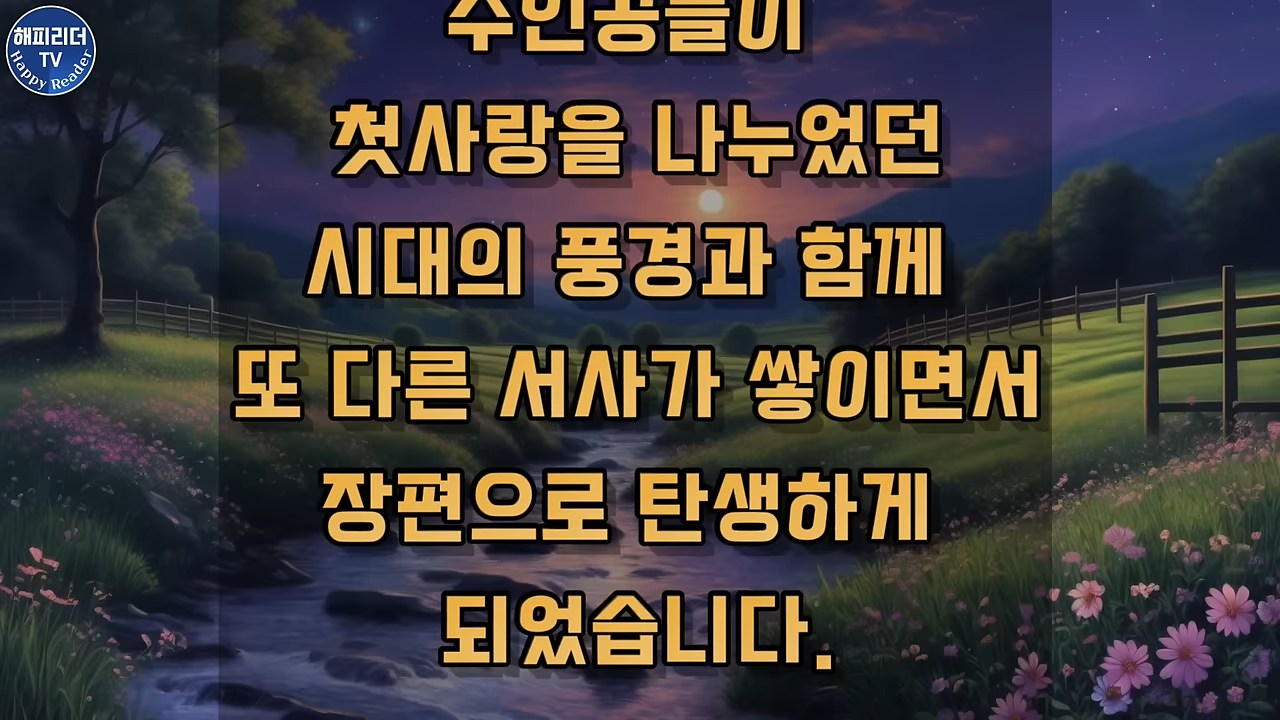 해피리더
TV
Happy Reader
주인공들이
첫사랑을 나누었던
시대의 풍경과 함께
또 다른 서사가 쌓이면서
장편으로 탄생하게
되었습니다.